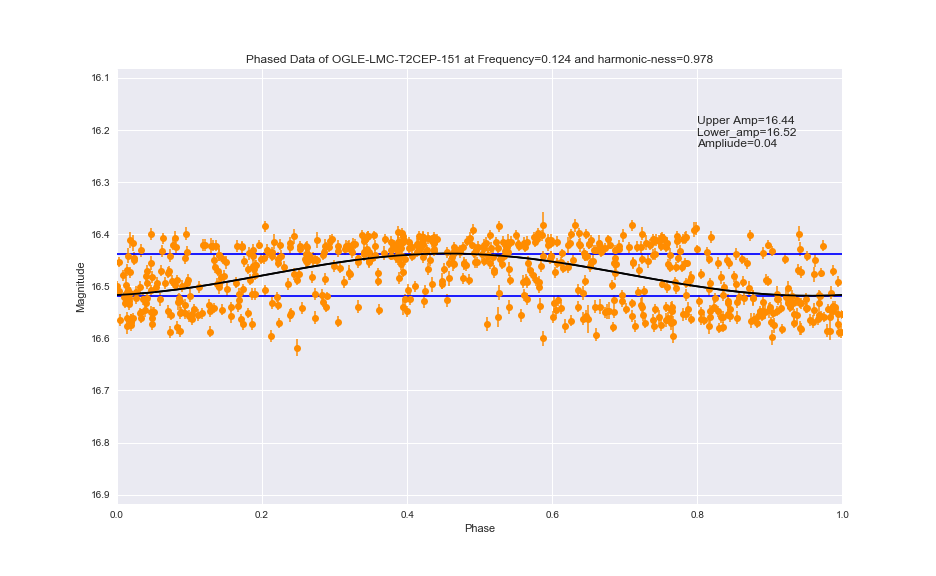 Phased Data of OGLE-LMC-T2CEP-151 at Frequency=0.124 and harmonic-ness=0.978
16.1
16.2
16.3
16.4
16.5
16.6
16.7
16.8
16.9
Magnitude
Upper Amp=16.44
Lower_amp=16.52
Ampliude=0.04
0.0 0.2 0.4 0.6 0.8 1.0
Phase